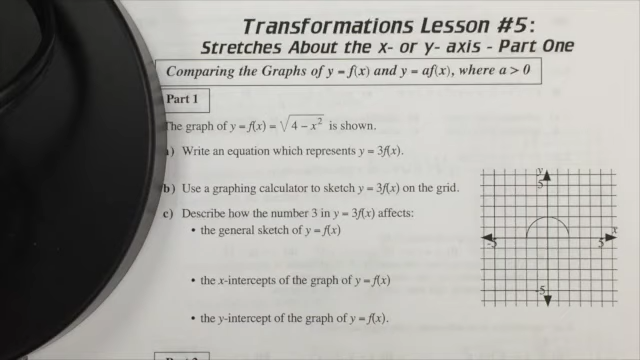 Transformations Lesson #5:
Stretches About the x- or y- axis - Part One
Comparing the Graphs of y = f(x) and y = af(x), where a > 0
Part 1
The graph of y = f(x) = √4 – x² is shown.
) Write an equation which represents y = 3f(x).
b) Use a graphing calculator to sketch y = 3f(x) on the grid.
c) Describe how the number 3 in y = 3f(x) affects:
• the general sketch of y = f(x)
• the x-intercepts of the graph of y = f(x)
• the y-intercept of the graph of y = f(x).
y
5
x
-5
5
-5